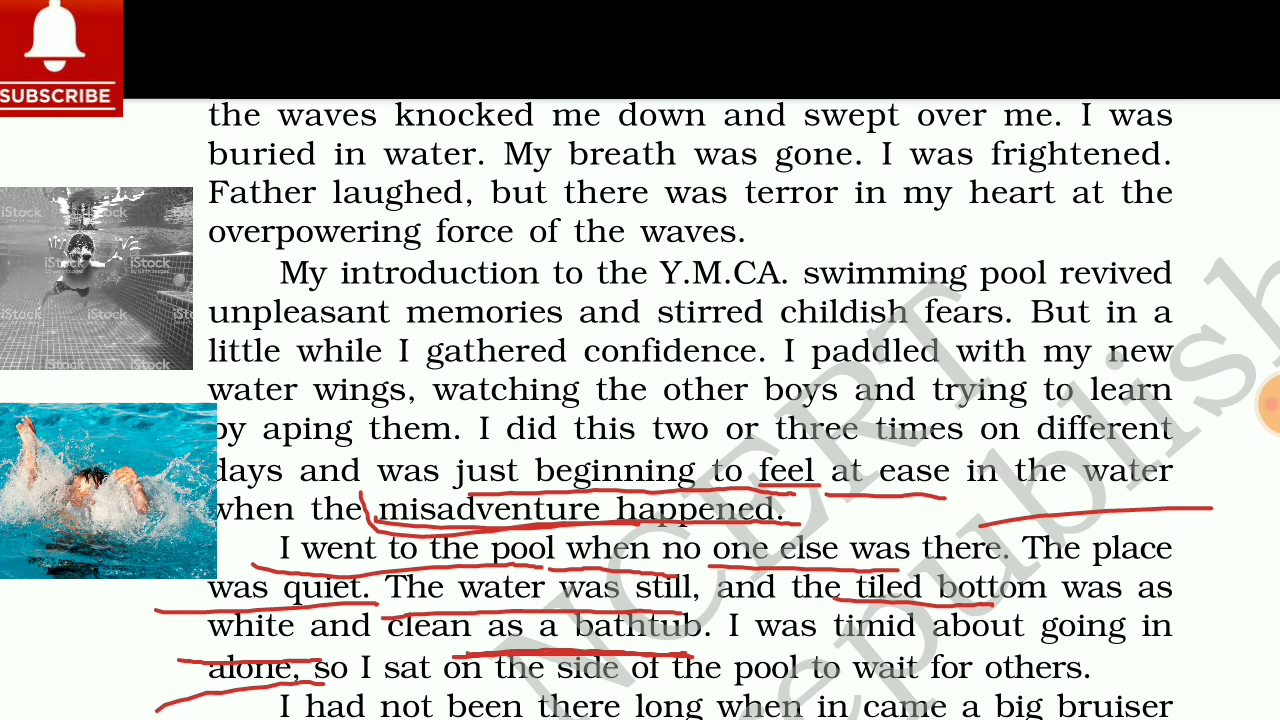 SUBSCRIBE
the waves knocked me down and swept over me. I was
buried in water. My breath was gone. I was frightened.
Father laughed, but there was terror in my heart at the
overpowering force of the waves.
My introduction to the Y.M.CA. swimming pool revived
unpleasant memories and stirred childish fears. But in a
little while I gathered confidence. I paddled with my new
water wings, watching the other boys and trying to learn
by aping them. I did this two or three times on different
days and was just beginning to feel at ease in the water
when the misadventure happened.
I went to the pool when no one else was there. The place
was quiet. The water was still, and the tiled bottom was as
white and clean as a bathtub. I was timid about going in
alone, so I sat on the side of the pool to wait for others.
I had not been there long when in came a big bruiser
NCERT
republish
iStock
iStock
iStock
iStock
iStock
iStock